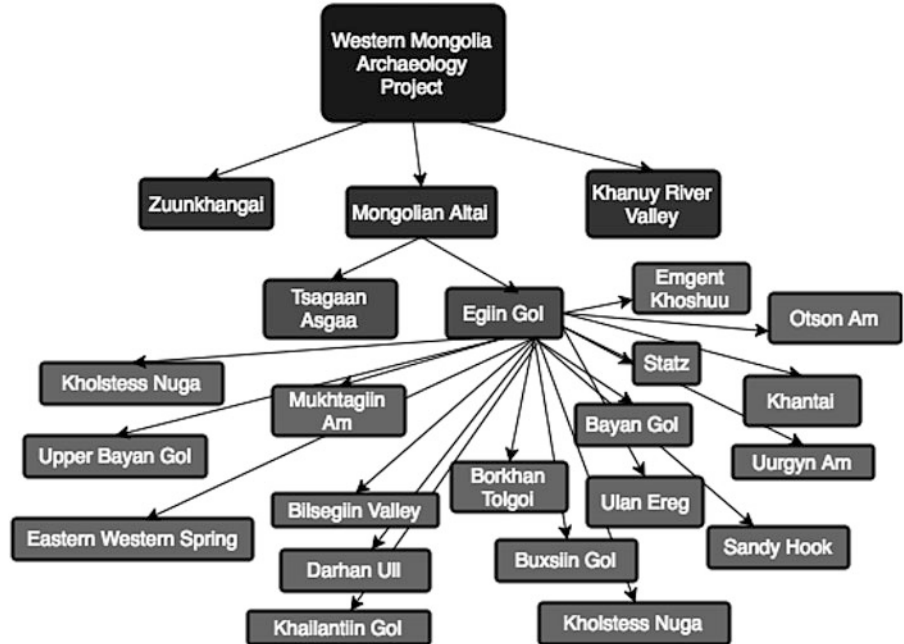 Western Mongolia
Archaeology
Project
Zuunkhangai
Mongolian Altai
Khanuy River
Valley
Tsagaan
Asgaa
Egiin Gol
Emgent
Khoshuu
Otson Am
Kholstess Nuga
Mukhtagiin
Am
Statz
Khantai
Upper Bayan Gol
Bayan Gol
Uurgyn Am
Eastern Western Spring
Bilsegiin Valley
Borkhan
Tolgoi
Ulan Ereg
Sandy Hook
Darhan Ull
Buxsiin Gol
Khailantiin Gol
Kholstess Nuga